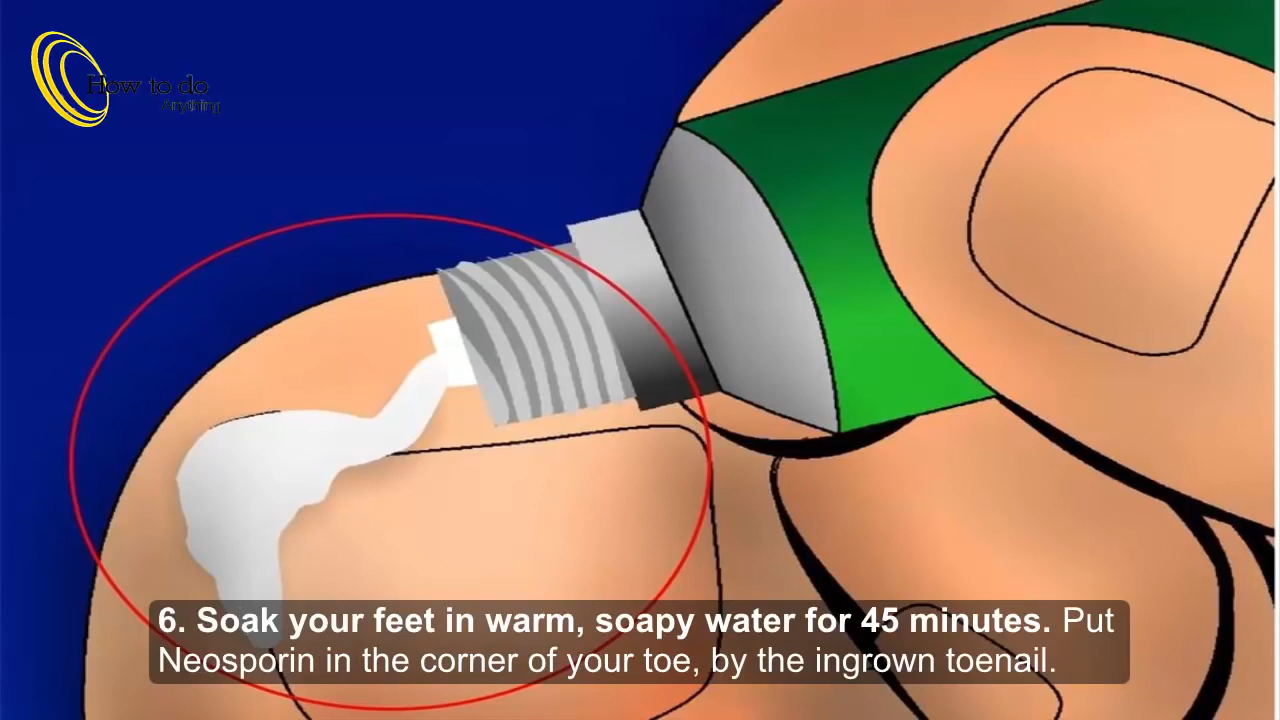 How to do
Anything
6. Soak your feet in warm, soapy water for 45 minutes. Put
Neosporin in the corner of your toe, by the ingrown toenail.